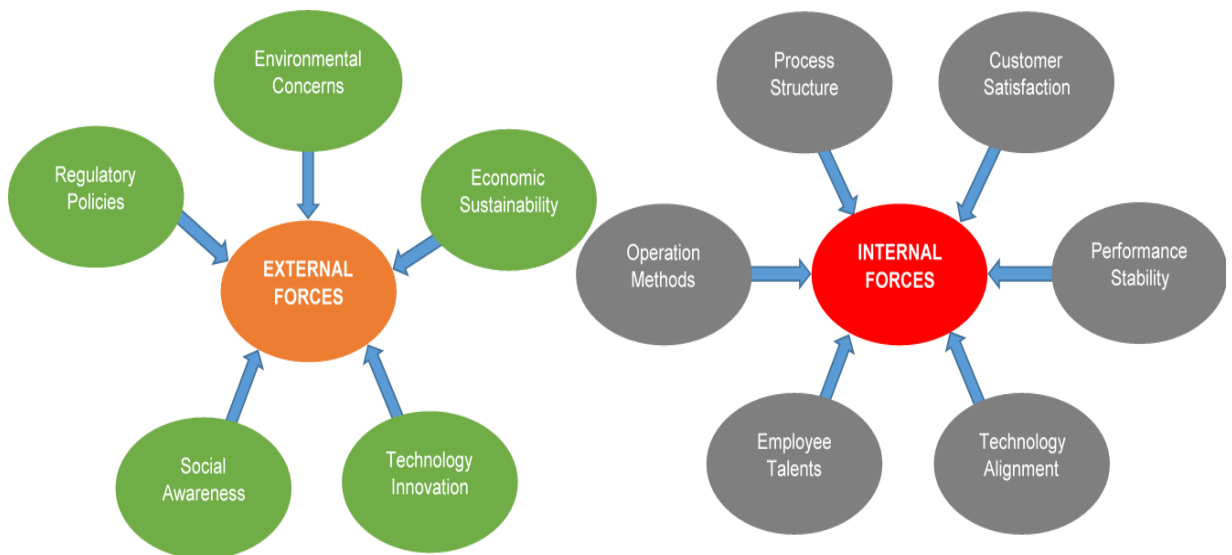 Environmental
Concerns
Regulatory
Policies
Economic
Sustainability
EXTERNAL
FORCES
Social
Awareness
Technology
Innovation
Process
Structure
Customer
Satisfaction
Operation
Methods
INTERNAL
FORCES
Performance
Stability
Employee
Talents
Technology
Alignment